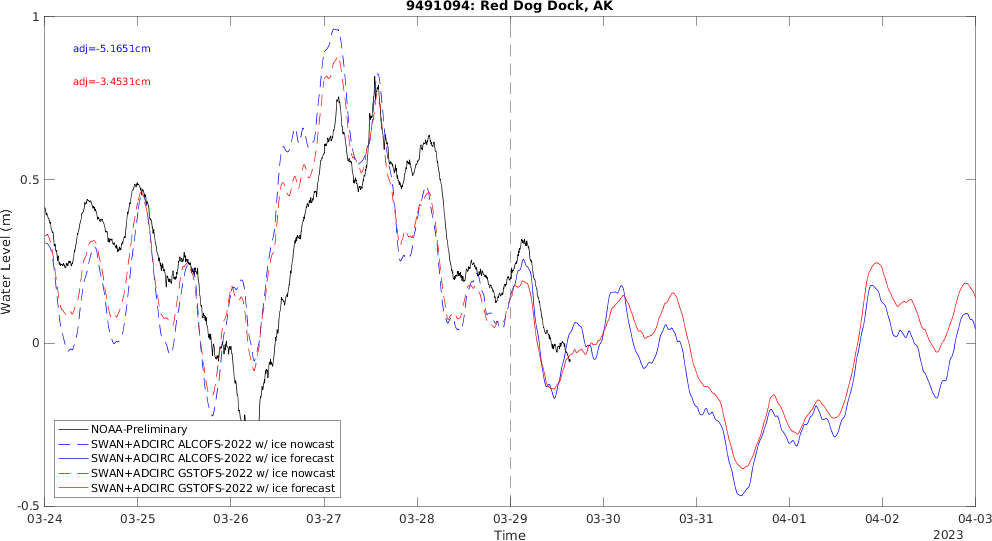 9491094: Red Dog Dock, AK
adj=-5.1651cm
adj=-3.4531cm
Water Level (m)
1
0.5
0
-0.5
NOAA-Preliminary
SWAN+ADCIRC ALCOFS-2022 w/ ice nowcast
SWAN+ADCIRC ALCOFS-2022 w/ ice forecast
SWAN+ADCIRC GSTOFS-2022 w/ ice nowcast
SWAN+ADCIRC GSTOFS-2022 w/ ice forecast
03-24 03-25 03-26 03-27 03-28 03-29 03-30 03-31 04-01 04-02 04-03
Time
2023